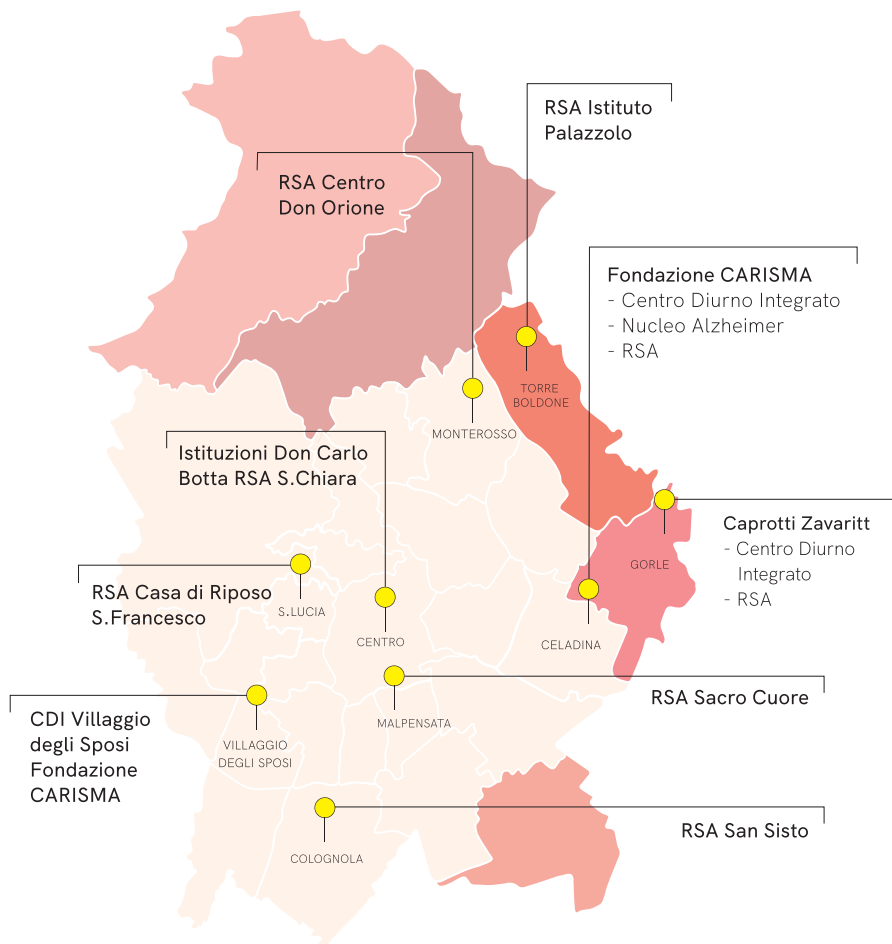 RSA Istituto
Palazzolo
RSA Centro
Don Orione
Fondazione CARISMA
- Centro Diurno Integrato
- Nucleo Alzheimer
- RSA
TORRE
BOLDONE
MONTEROSSO
Istituzioni Don Carlo
Botta RSA S.Chiara
Caprotti Zavaritt
- Centro Diurno
Integrato
- RSA
GORLE
RSA Casa di Riposo
S.Francesco
S.LUCIA
CENTRO
CELADINA
RSA Sacro Cuore
CDI Villaggio
degli Sposi
Fondazione
CARISMA
MALPENSATA
VILLAGGIO
DEGLI SPOSI
RSA San Sisto
COLOGNOLA